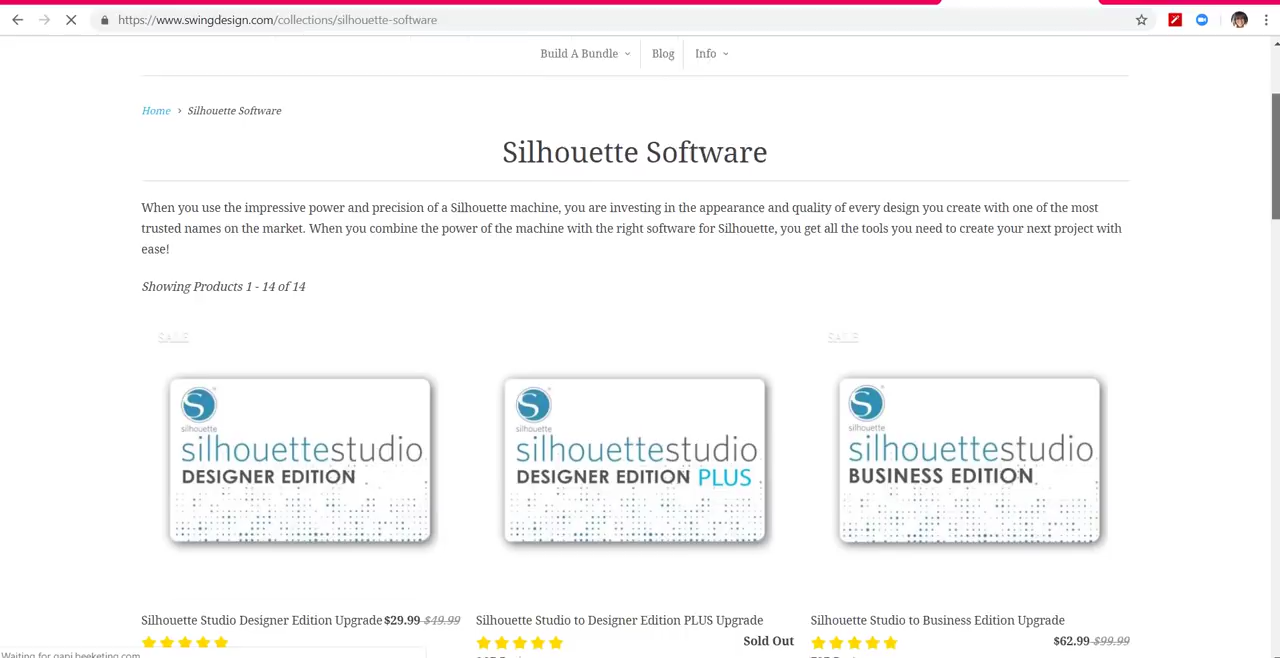 https://www.swingdesign.com/collections/silhouette-software
Build A Bundle Blog Info
Home › Silhouette Software
Silhouette Software
When you use the impressive power and precision of a Silhouette machine, you are investing in the appearance and quality of every design you create with one of the most
trusted names on the market. When you combine the power of the machine with the right software for Silhouette, you get all the tools you need to create your next project with
ease!
Showing Products 1 - 14 of 14
SALE SALE
S S S
silhouette silhouette silhouette
silhouettestudio silhouettestudio silhouettestudio
DESIGNER EDITION DESIGNER EDITION PLUS BUSINESS EDITION
Silhouette Studio Designer Edition Upgrade $29.99 $49.99 Silhouette Studio to Designer Edition PLUS Upgrade Silhouette Studio to Business Edition Upgrade
Sold Out $62.99 $99.99